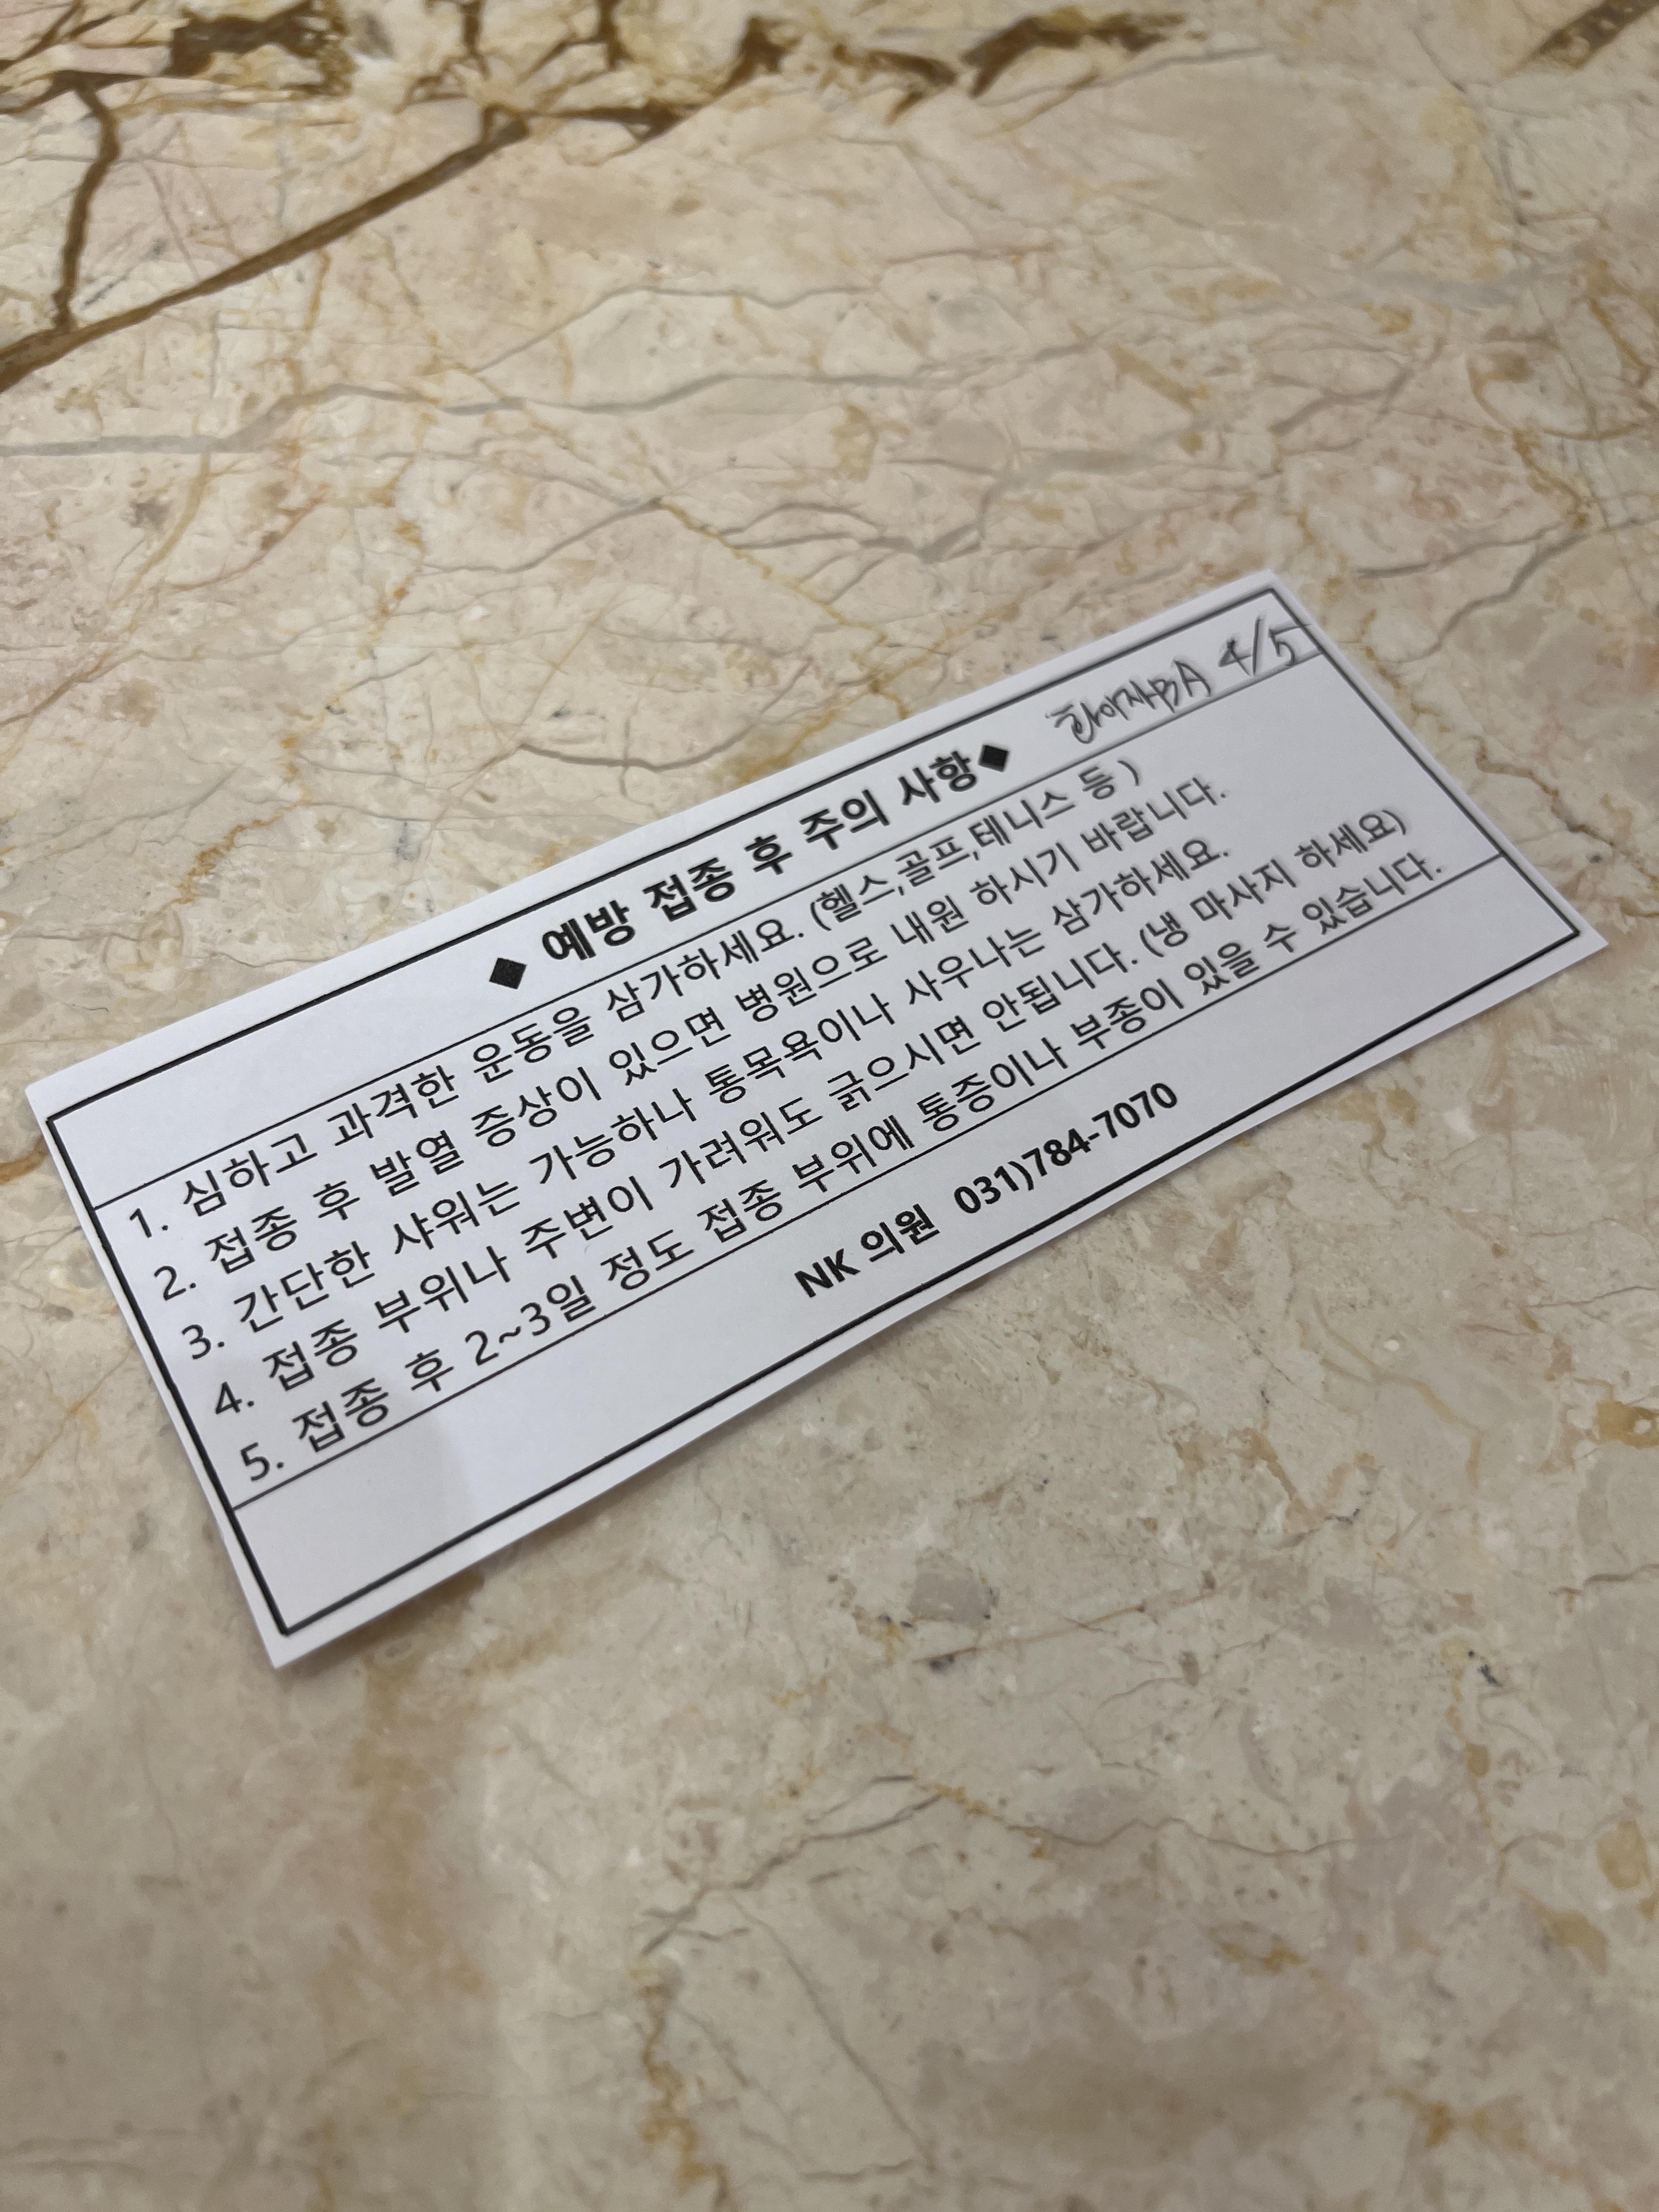 ◆ 예방 접종 후 주의 사항◆ 화이자BA 4/5
1. 심하고 과격한 운동을 삼가하세요. (헬스,골프,테니스 등 )
2. 접종 후 발열 증상이 있으면 병원으로 내원 하시기 바랍니다.
3. 간단한 샤워는 가능하나 통목욕이나 사우나는 삼가하세요.
4. 접종 부위나 주변이 가려워도 긁으시면 안됩니다. (냉 마사지 하세요)
5. 접종 후 2~3일 정도 접종 부위에 통증이나 부종이 있을 수 있습니다.
NK 의원 031)784-7070